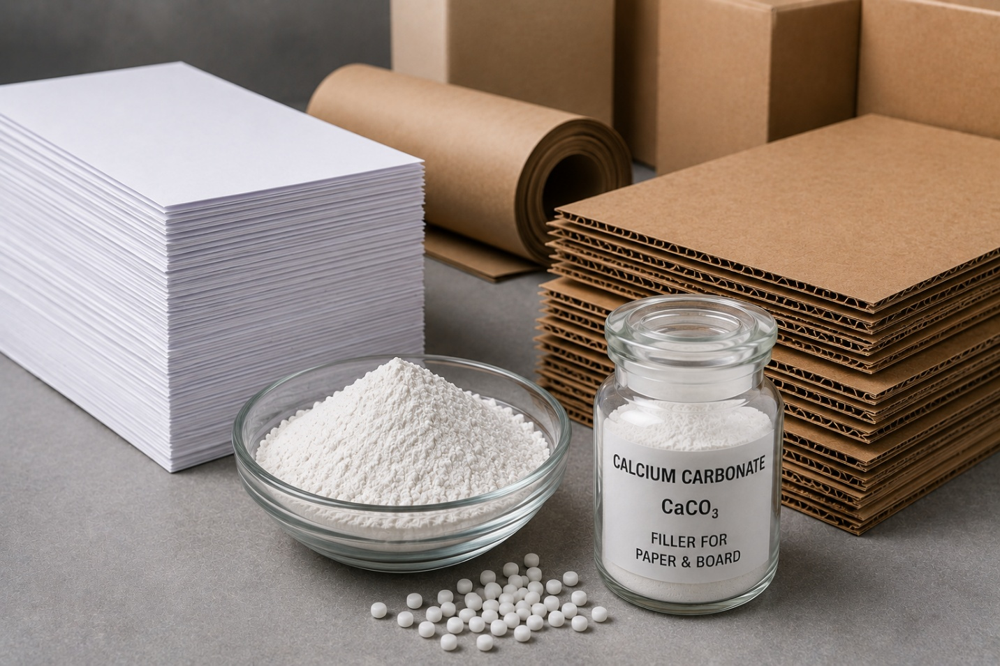 CALCIUM CARBONATE
CaCO₃
FILLER FOR
PAPER & BOARD